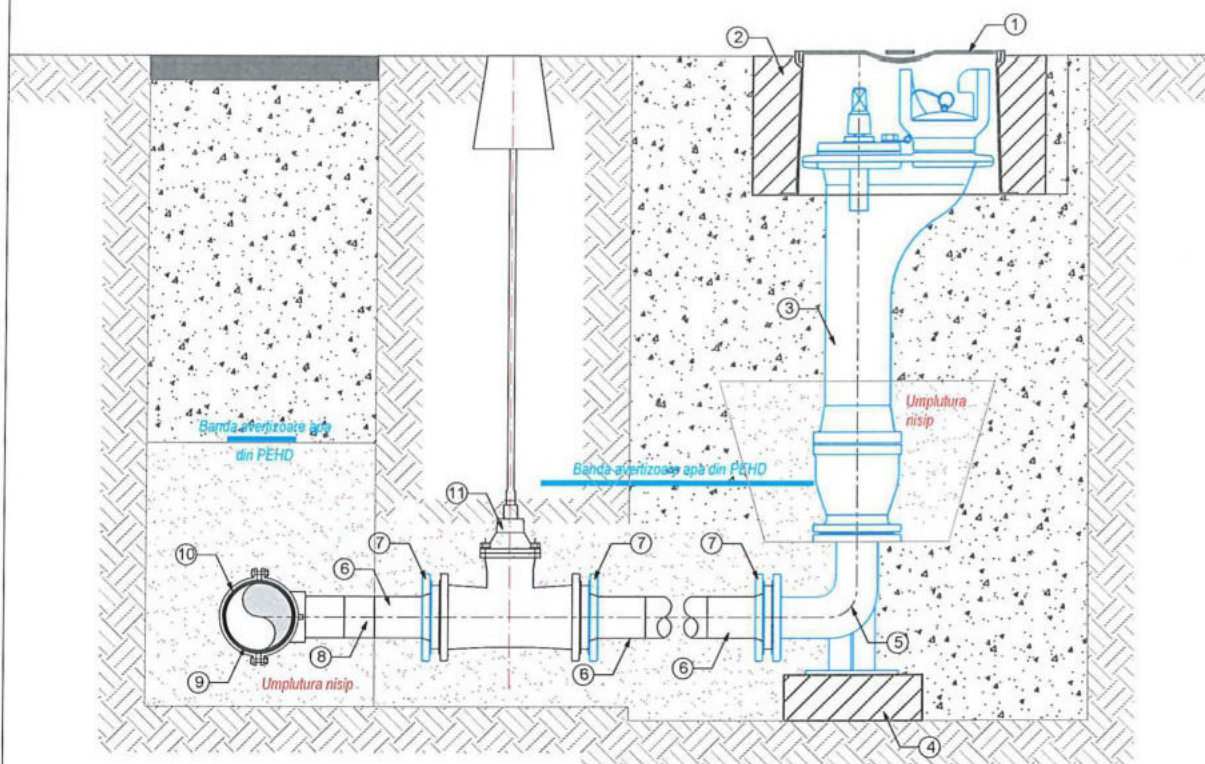 1
2
3
Umplutura
nisip
Banda avertizoare apa
din PEHD
Banda avertizoare apa din PEHD
11
10
7
7
7
6
8
5
6
6
9
Umplutura nisip
4